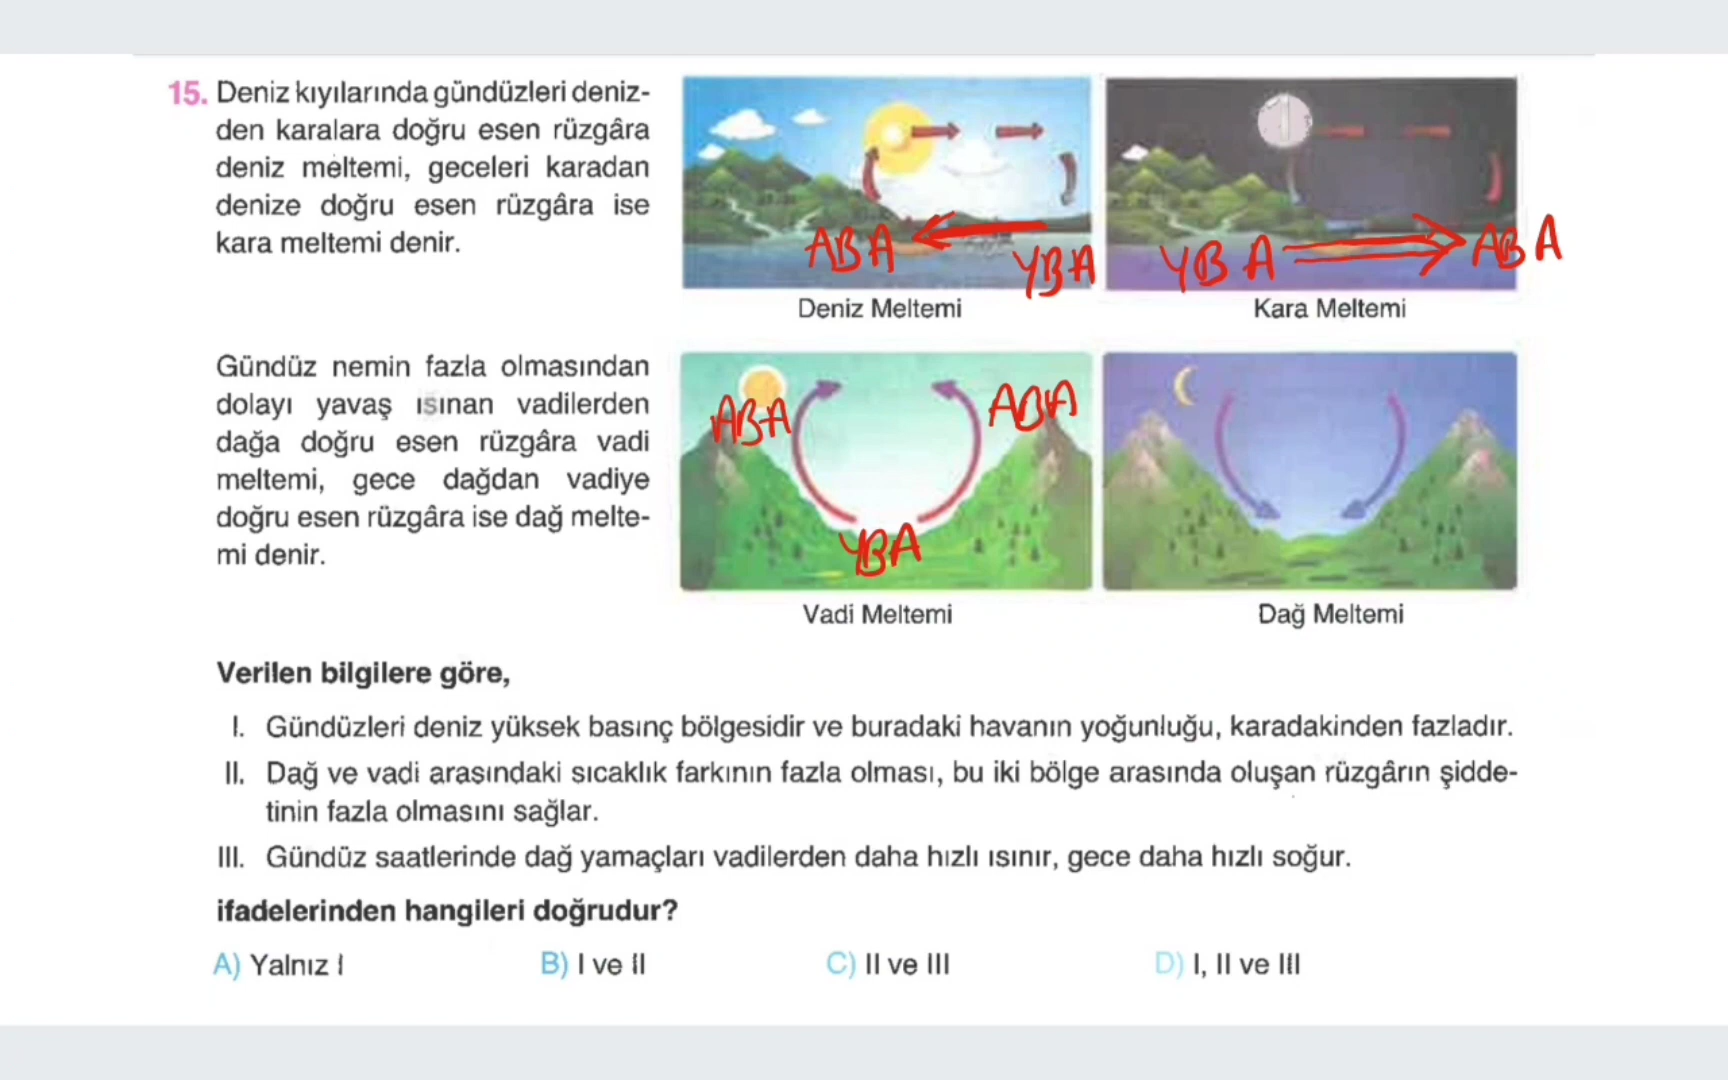 15. Deniz kıyılarında gündüzleri deniz-
den karalara doğru esen rüzgâra
deniz meltemi, geceleri karadan
denize doğru esen rüzgâra ise
kara meltemi denir.
ABA
YBA
YBA
ABA
Deniz Meltemi
Kara Meltemi
Gündüz nemin fazla olmasından
dolayı yavaş ısınan vadilerden
dağa doğru esen rüzgâra vadi
meltemi, gece dağdan vadiye
doğru esen rüzgâra ise dağ melte-
mi denir.
ABA
ABA
YBA
Vadi Meltemi
Dağ Meltemi
Verilen bilgilere göre,
I. Gündüzleri deniz yüksek basınç bölgesidir ve buradaki havanın yoğunluğu, karadakinden fazladır.
II. Dağ ve vadi arasındaki sıcaklık farkının fazla olması, bu iki bölge arasında oluşan rüzgârın şidde-
tinin fazla olmasını sağlar.
III. Gündüz saatlerinde dağ yamaçları vadilerden daha hızlı ısınır, gece daha hızlı soğur.
ifadelerinden hangileri doğrudur?
A) Yalnız I
B) I ve II
C) II ve III
D) I, II ve III